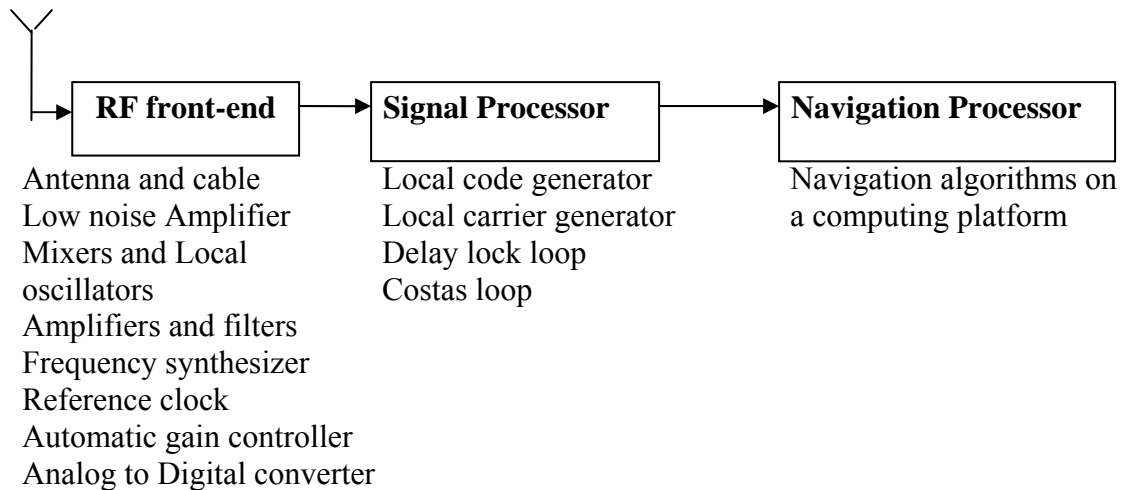 RF front-end
Signal Processor
Navigation Processor
Antenna and cable
Low noise Amplifier
Mixers and Local
oscillators
Amplifiers and filters
Frequency synthesizer
Reference clock
Automatic gain controller
Analog to Digital converter
Local code generator
Local carrier generator
Delay lock loop
Costas loop
Navigation algorithms on
a computing platform